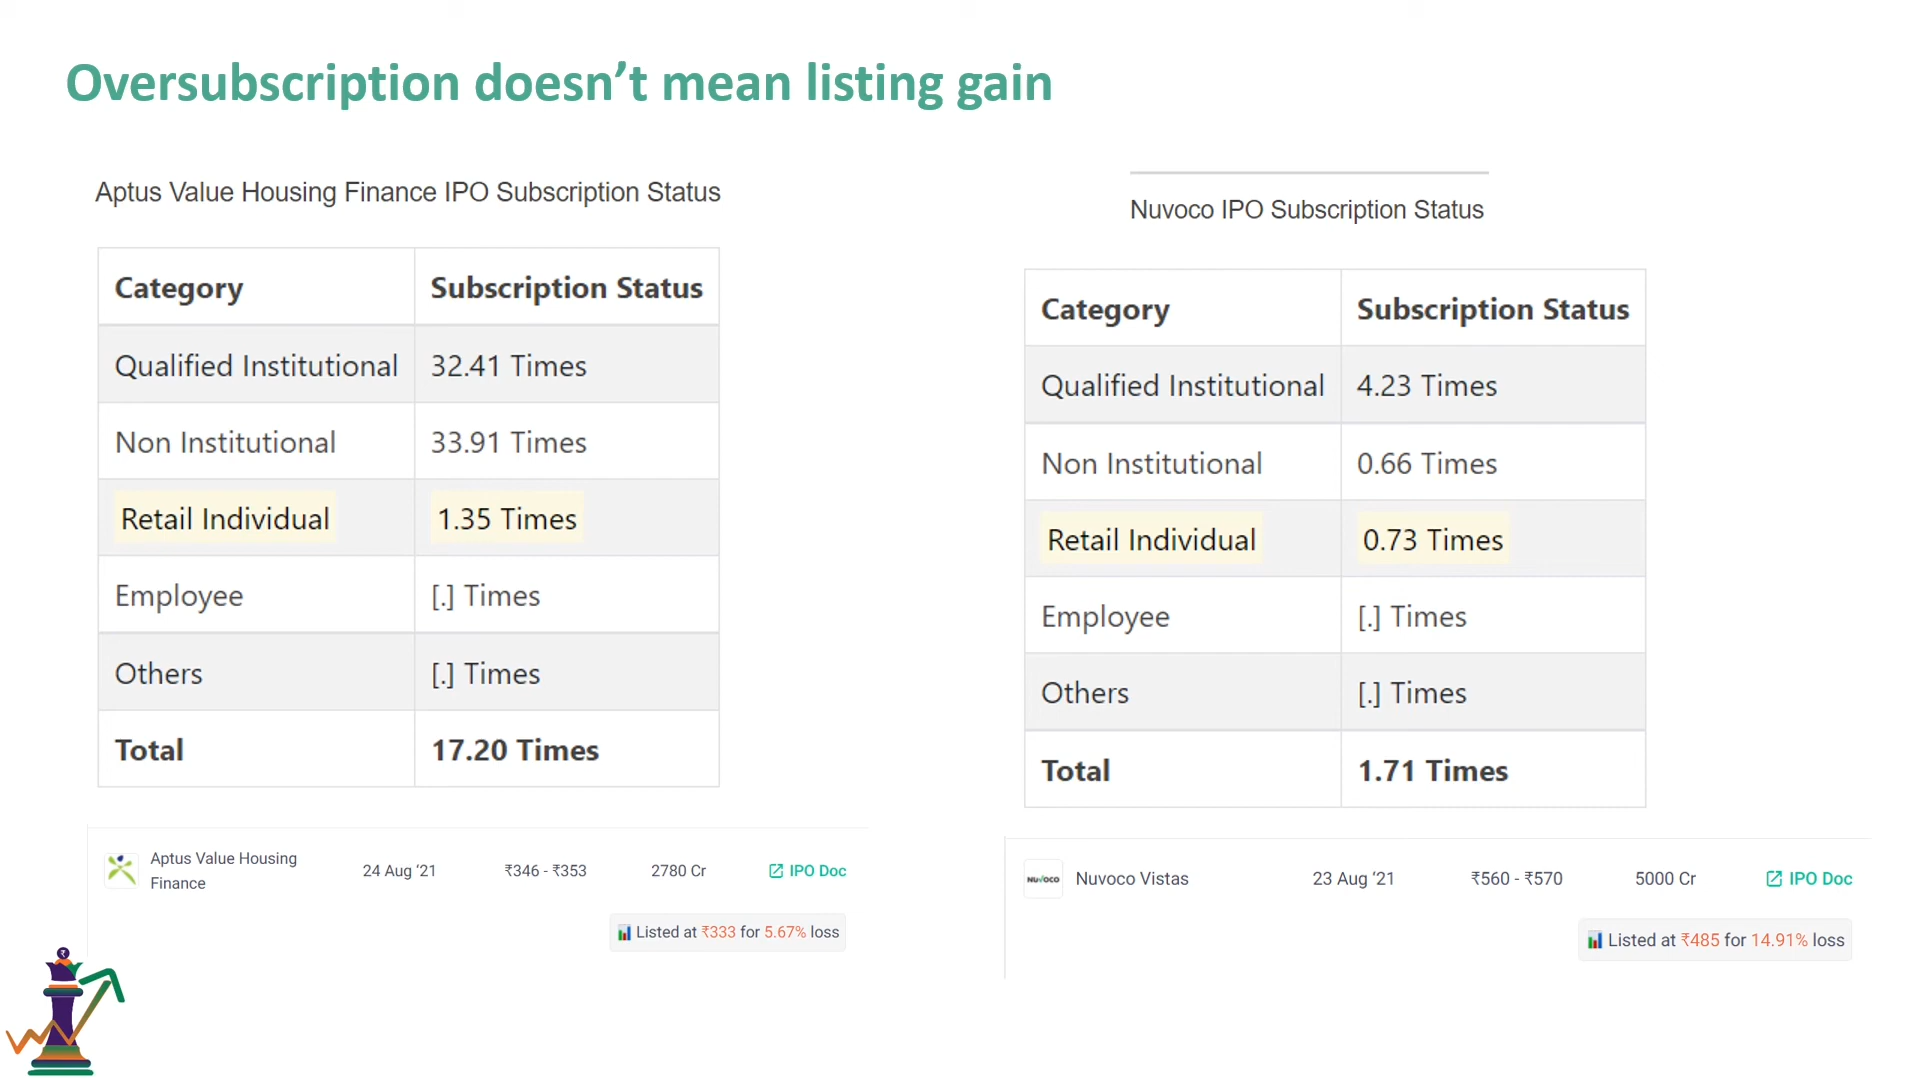 Oversubscription doesn’t mean listing gain
Aptus Value Housing Finance IPO Subscription Status
Category Subscription Status
Qualified Institutional 32.41 Times
Non Institutional 33.91 Times
Retail Individual 1.35 Times
Employee [.] Times
Others [.] Times
Total 17.20 Times
Aptus Value Housing
Finance
24 Aug ‘21 ₹346 - ₹353 2780 Cr IPO Doc
Listed at ₹333 for 5.67% loss
Nuvoco IPO Subscription Status
Category Subscription Status
Qualified Institutional 4.23 Times
Non Institutional 0.66 Times
Retail Individual 0.73 Times
Employee [.] Times
Others [.] Times
Total 1.71 Times
NUVOCO Nuvoco Vistas 23 Aug ‘21 ₹560 - ₹570 5000 Cr IPO Doc
Listed at ₹485 for 14.91% loss
₹